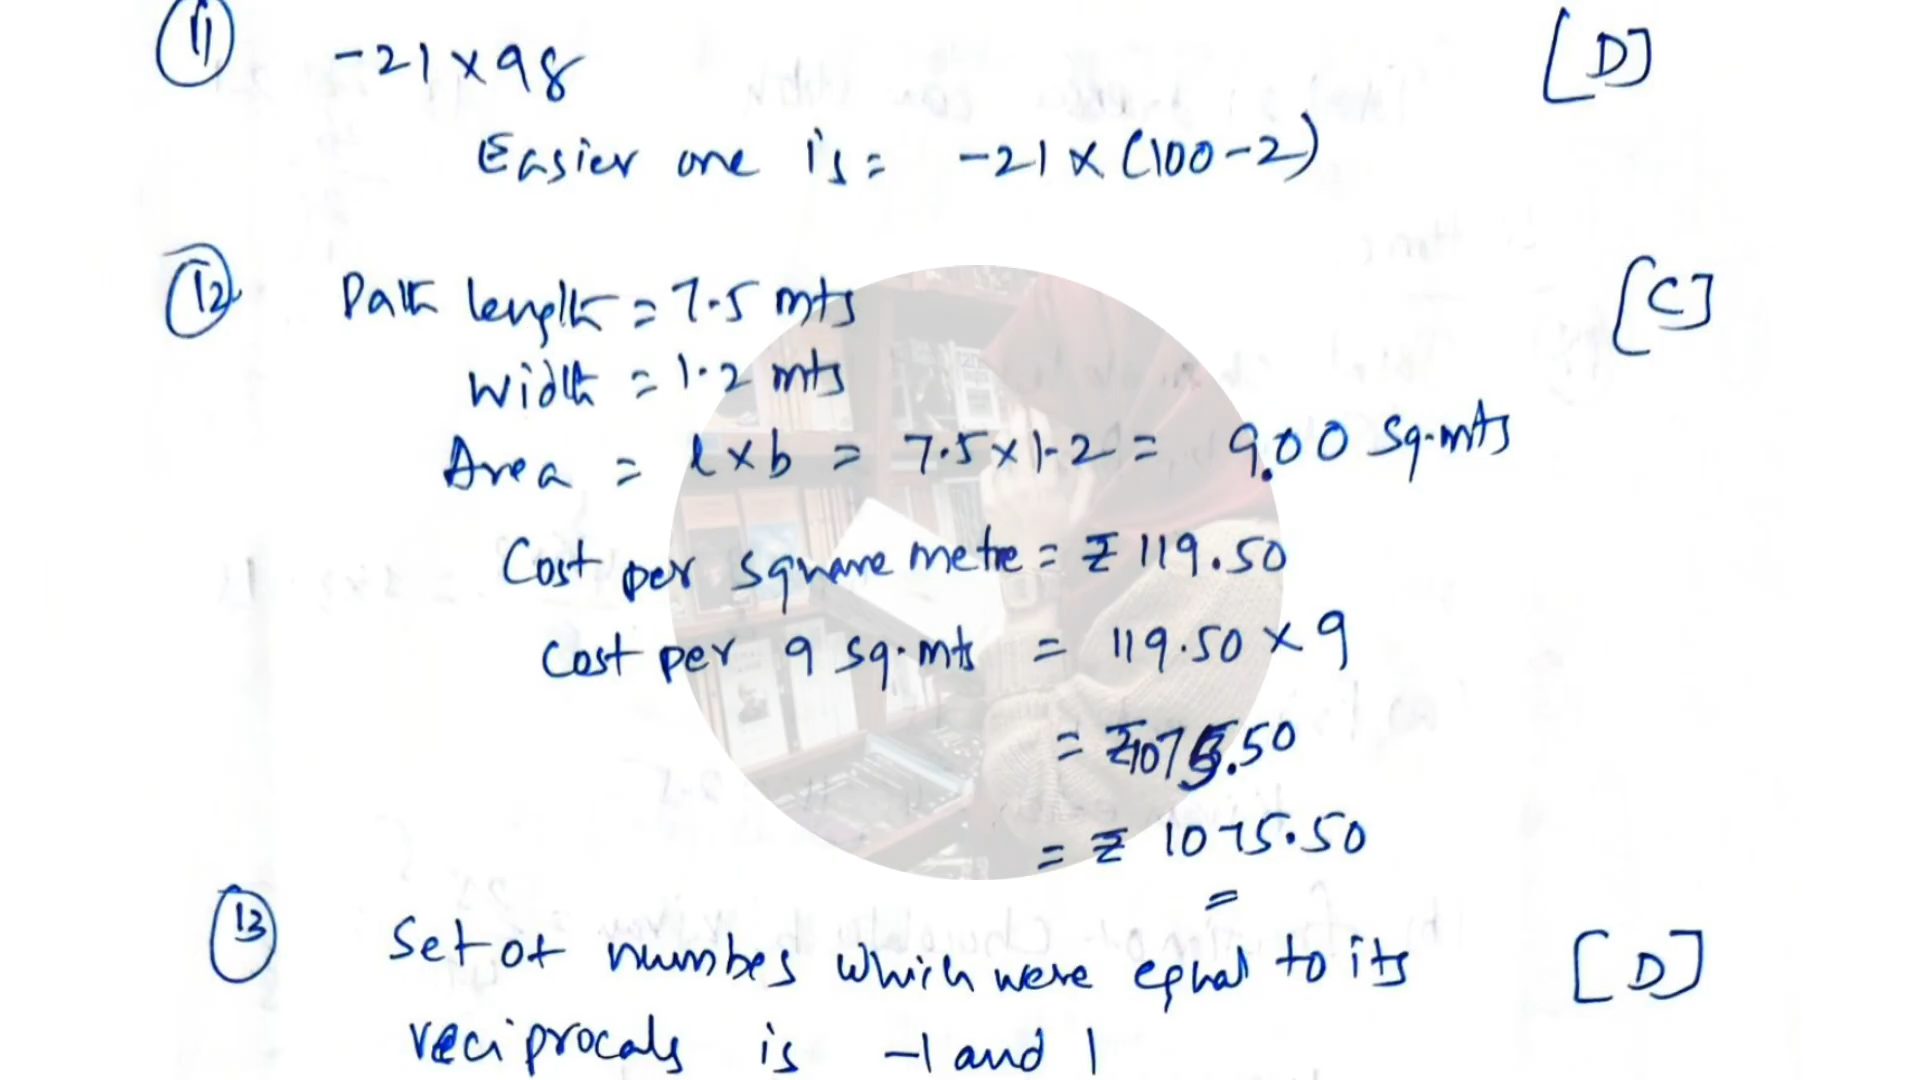 11 -21×98 [D]
Easier one is = -21 × (100-2)
12 Path length = 7.5 mts [C]
Width = 1.2 mts
Area = l×b = 7.5×1.2 = 9.00 Sq.mts
Cost per square metre = ₹ 119.50
Cost per 9 sq.mts = 119.50 × 9
= ₹1075.50
= ₹ 1075.50
=
13 Set of numbes which were equal to its [D]
reciprocals is -1 and 1